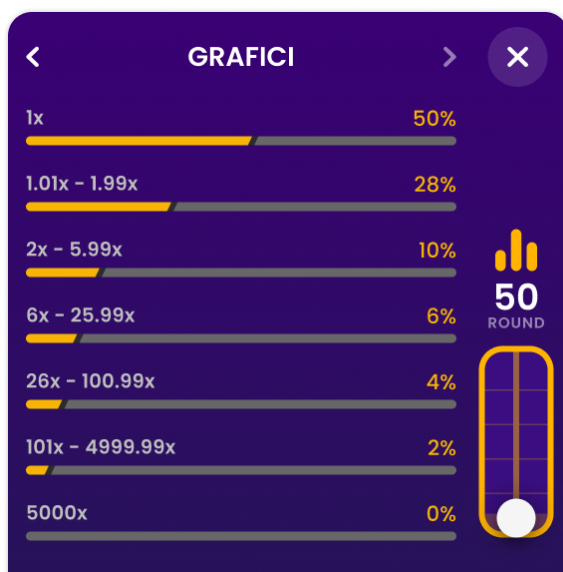 GRAFICI
1x 50%
1.01x - 1.99x 28%
2x - 5.99x 10%
6x - 25.99x 6%
26x - 100.99x 4%
101x - 4999.99x 2%
5000x 0%
50
ROUND